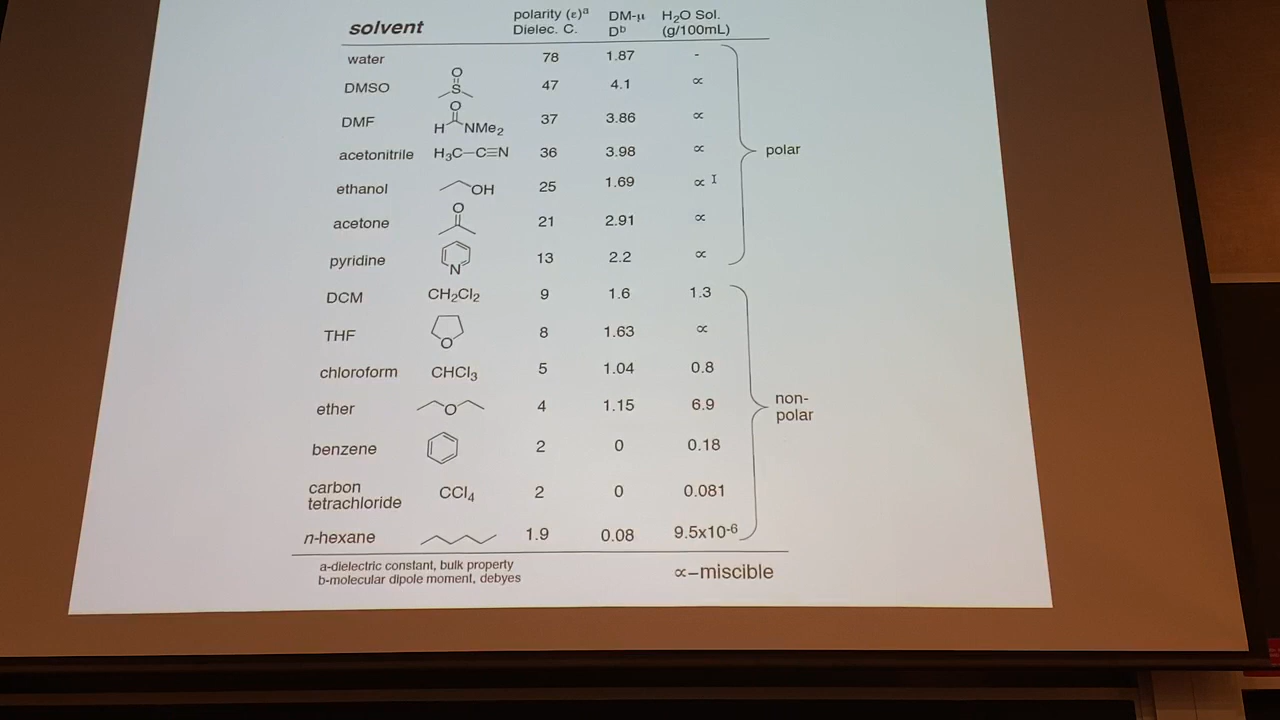 solvent polarity (ε)ᵃ Dielec. C. DM-μ Dᵇ H₂O Sol. (g/100mL)
water 78 1.87 -
DMSO O S 47 4.1 ∝
DMF O H NMe₂ 37 3.86 ∝
acetonitrile H₃C–C≡N 36 3.98 ∝
polar
ethanol OH 25 1.69 ∝
acetone O 21 2.91 ∝
pyridine N 13 2.2 ∝
DCM CH₂Cl₂ 9 1.6 1.3
THF O 8 1.63 ∝
chloroform CHCl₃ 5 1.04 0.8
ether O 4 1.15 6.9
non-
polar
benzene 2 0 0.18
carbon
tetrachloride CCl₄ 2 0 0.081
n-hexane 1.9 0.08 9.5x10⁻⁶
a-dielectric constant, bulk property
b-molecular dipole moment, debyes
∝–miscible